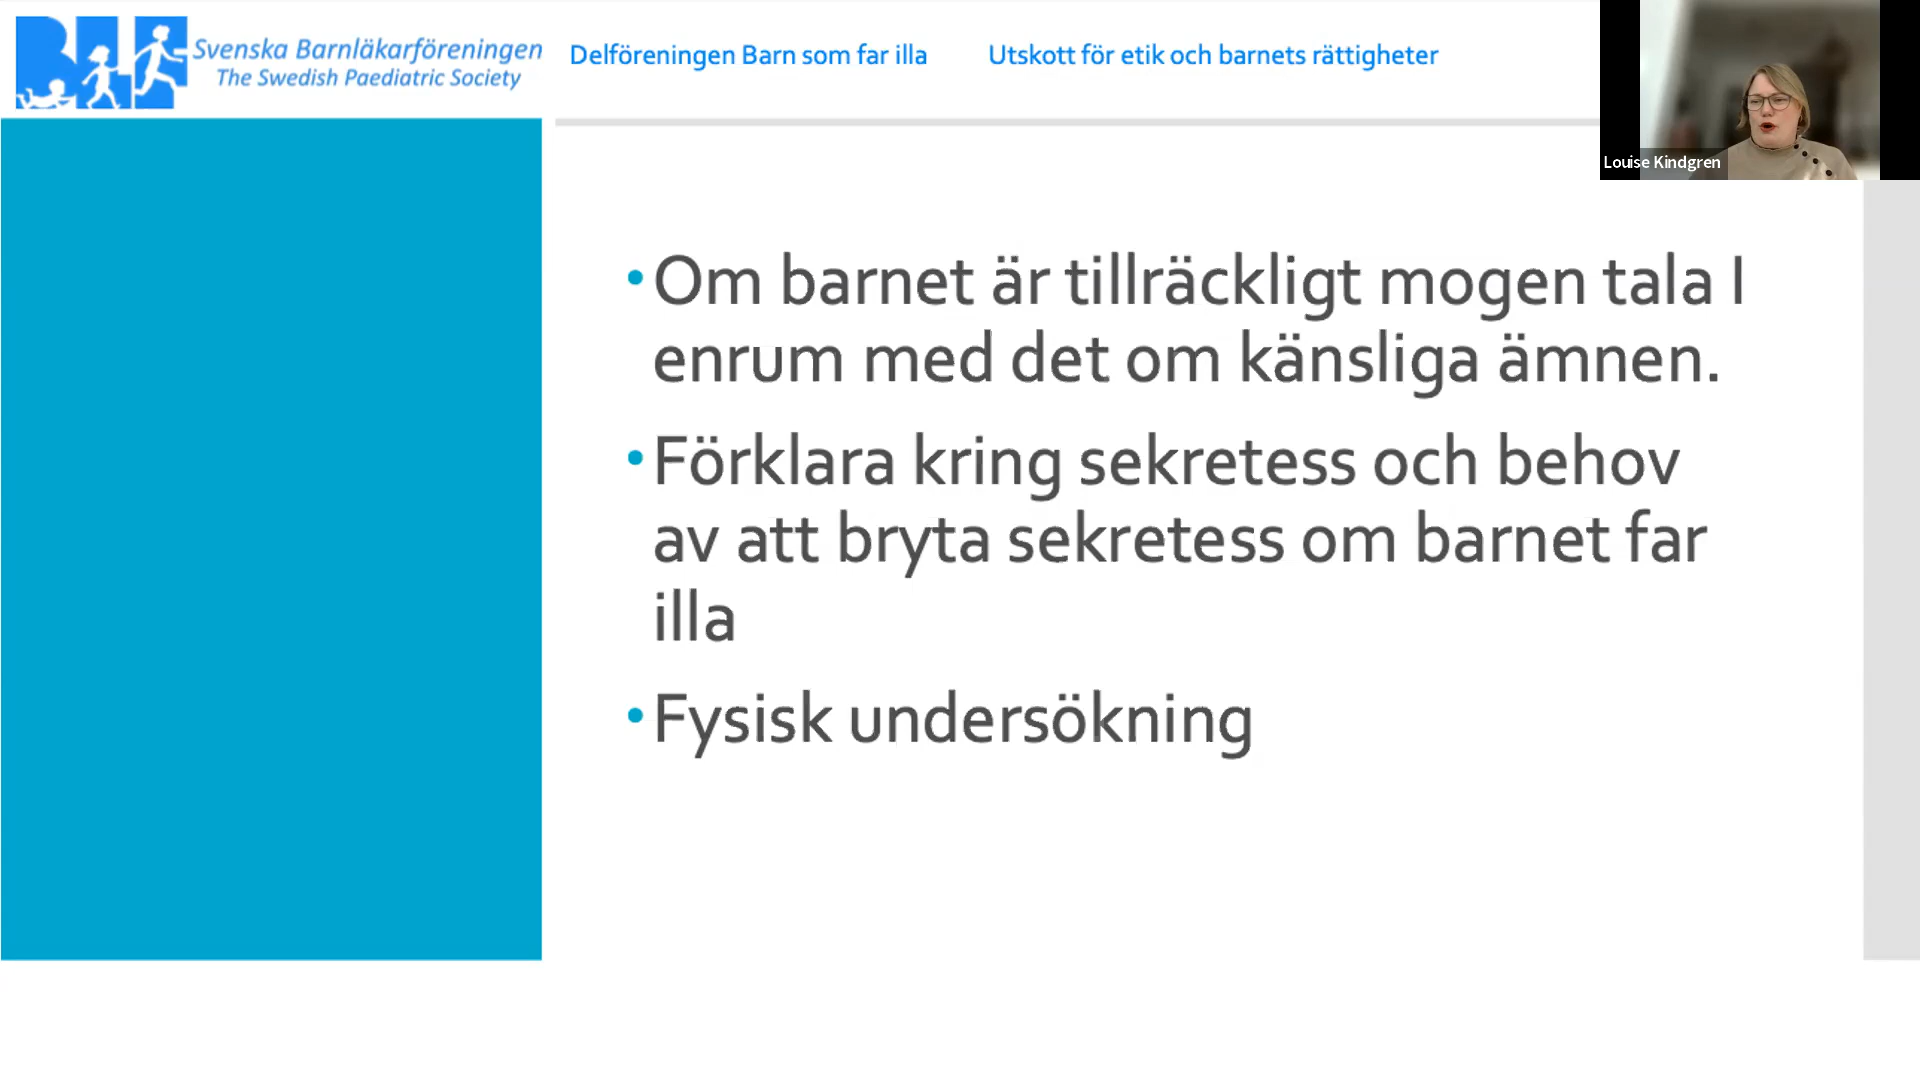 Svenska Barnläkarföreningen
The Swedish Paediatric Society
Delföreningen Barn som far illa
Utskott för etik och barnets rättigheter
Louise Kindgren
•Om barnet är tillräckligt mogen tala I
enrum med det om känsliga ämnen.
•Förklara kring sekretess och behov
av att bryta sekretess om barnet far
illa
•Fysisk undersökning